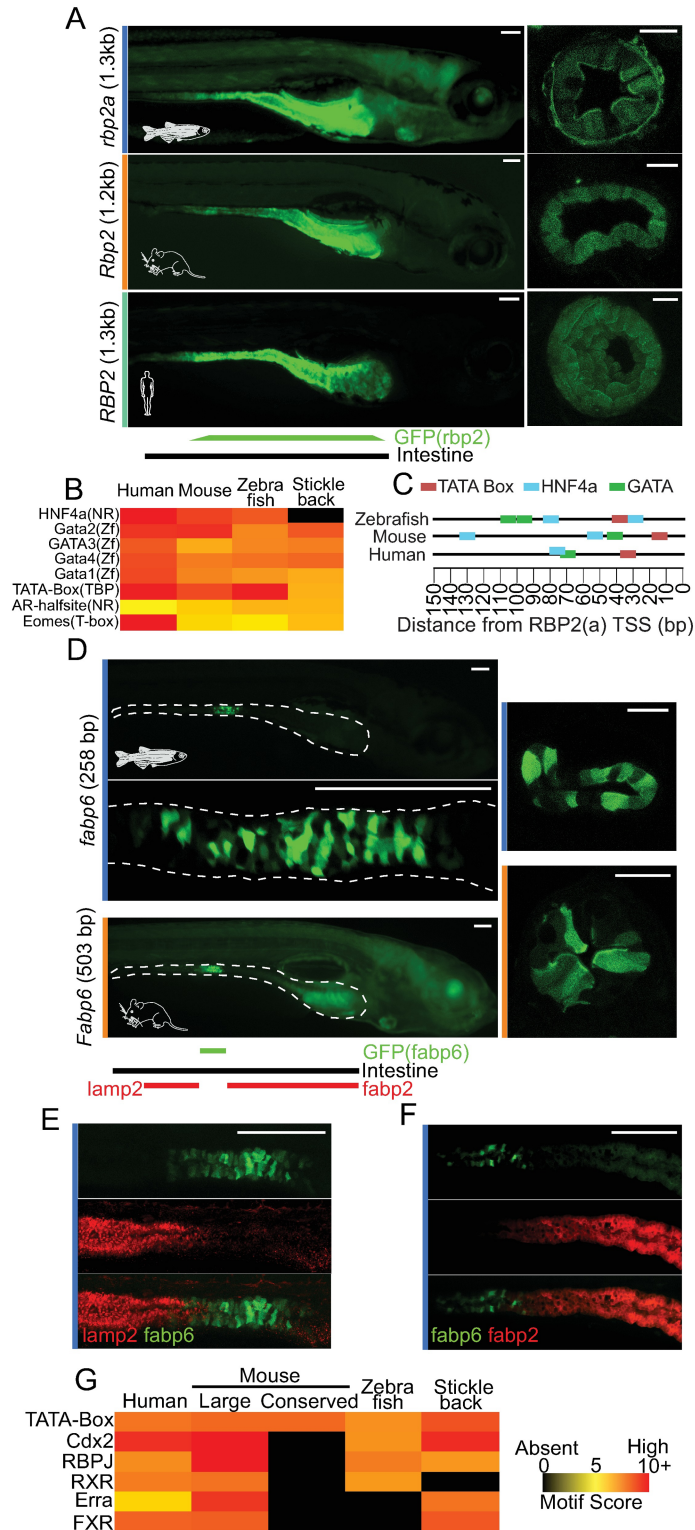 A
rbp2a (1.3kb)
Rbp2 (1.2kb)
RBP2 (1.3kb)
GFP(rbp2)
Intestine
B
Human Mouse Zebra fish Stickle back
HNF4a(NR)
Gata2(Zf)
GATA3(Zf)
Gata4(Zf)
Gata1(Zf)
TATA-Box(TBP)
AR-halfsite(NR)
Eomes(T-box)
C
TATA Box HNF4a GATA
Zebrafish
Mouse
Human
150 140 130 120 110 100 90 80 70 60 50 40 30 20 10 0
Distance from RBP2(a) TSS (bp)
D
fabp6 (258 bp)
Fabp6 (503 bp)
GFP(fabp6)
Intestine
lamp2 fabp2
E
lamp2 fabp6
F
fabp6 fabp2
G
Mouse
Human Large Conserved Zebra fish Stickle back
TATA-Box
Cdx2
RBPJ
RXR
Erra
FXR
Absent High
0 5 10+
Motif Score